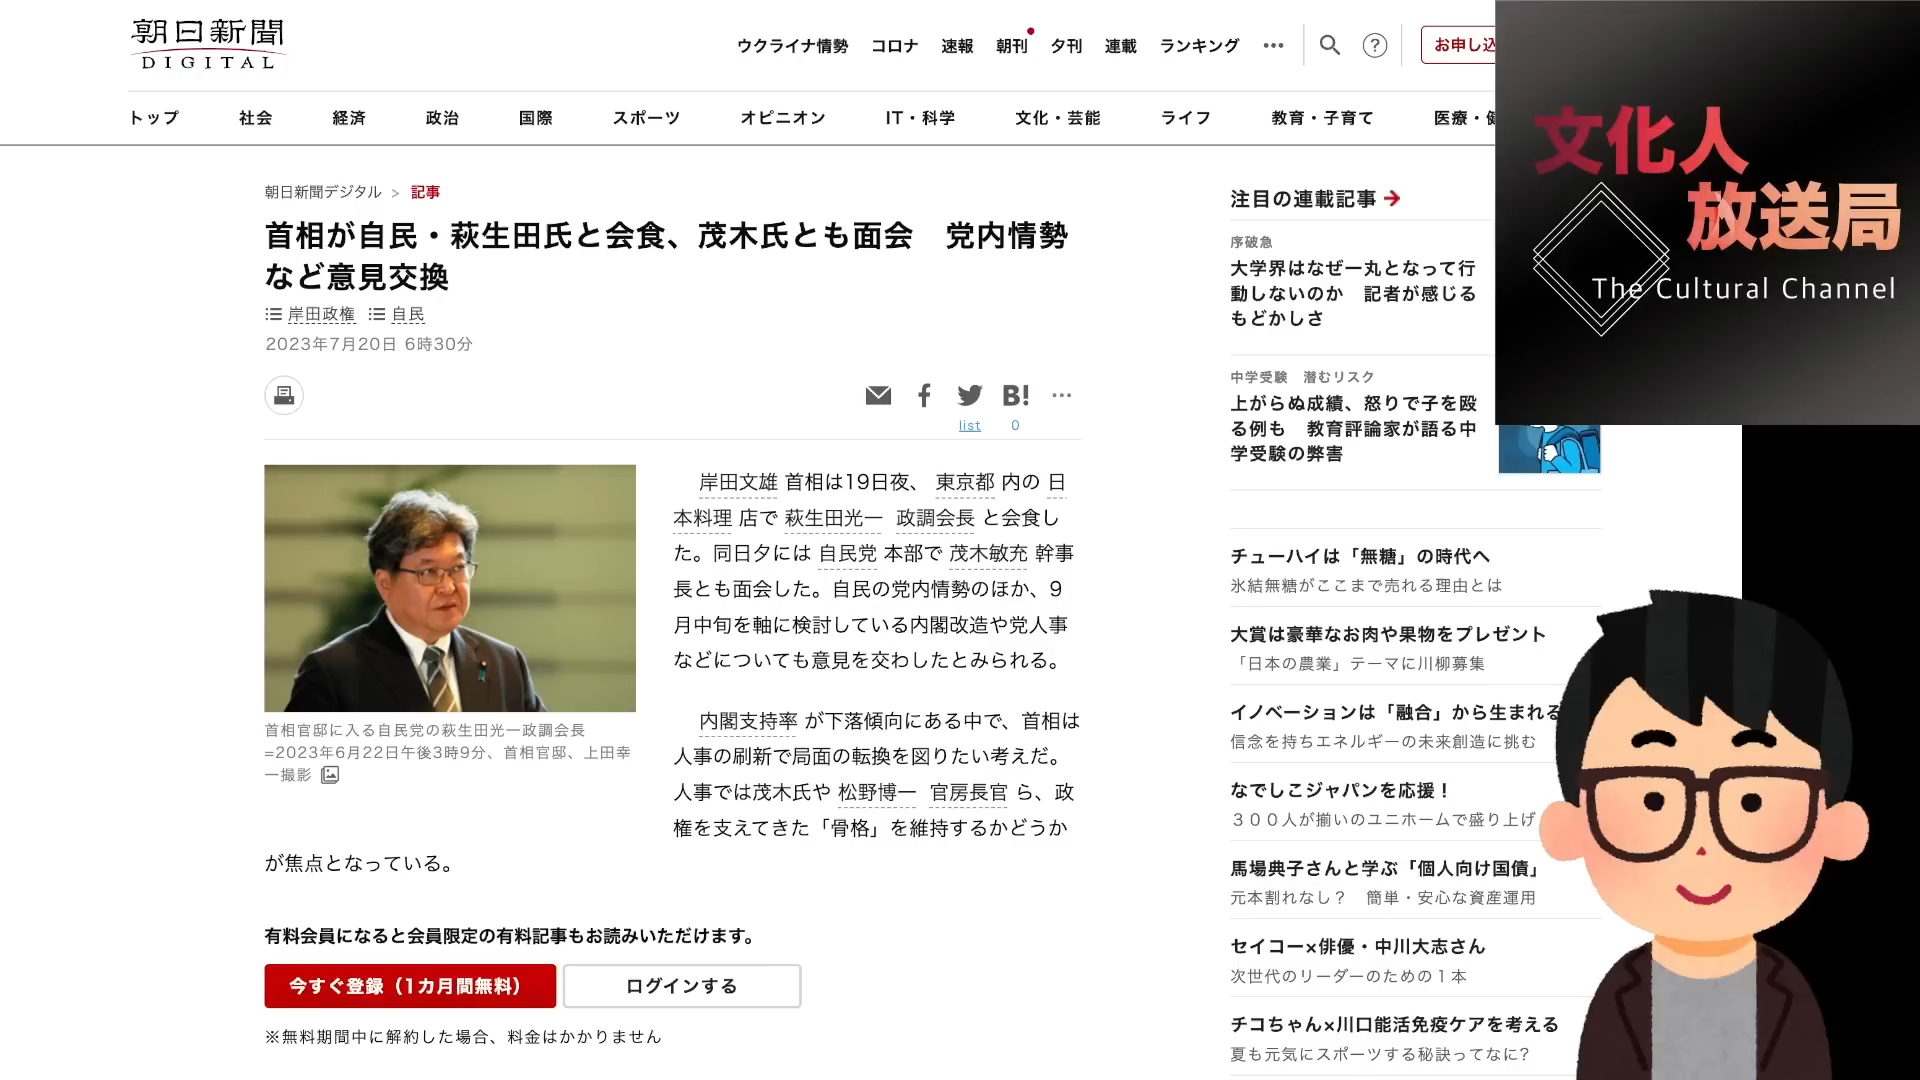 朝日新聞
DIGITAL
ウクライナ情勢 コロナ 速報 朝刊 夕刊 連載 ランキング ••• ? お申し込
トップ 社会 経済 政治 国際 スポーツ オピニオン IT・科学 文化・芸能 ライフ 教育・子育て 医療・健
文化人
放送局
The Cultural Channel
朝日新聞デジタル > 記事
首相が自民・萩生田氏と会食、茂木氏とも面会　党内情勢
など意見交換
岸田政権 自民
2023年7月20日 6時30分
B!
list 0
岸田文雄 首相は19日夜、 東京都 内の 日
本料理 店で 萩生田光一 政調会長 と会食し
た。同日夕には 自民党 本部で 茂木敏充 幹事
長とも面会した。自民の党内情勢のほか、9
月中旬を軸に検討している内閣改造や党人事
などについても意見を交わしたとみられる。
内閣支持率 が下落傾向にある中で、首相は
人事の刷新で局面の転換を図りたい考えだ。
人事では茂木氏や 松野博一 官房長官 ら、政
権を支えてきた「骨格」を維持するかどうか
が焦点となっている。
首相官邸に入る自民党の萩生田光一政調会長
=2023年6月22日午後3時9分、首相官邸、上田幸
一撮影
有料会員になると会員限定の有料記事もお読みいただけます。
今すぐ登録（1カ月間無料） ログインする
※無料期間中に解約した場合、料金はかかりません
注目の連載記事
序破急
大学界はなぜ一丸となって行
動しないのか　記者が感じる
もどかしさ
中学受験　潜むリスク
上がらぬ成績、怒りで子を殴
る例も　教育評論家が語る中
学受験の弊害
チューハイは「無糖」の時代へ
氷結無糖がここまで売れる理由とは
大賞は豪華なお肉や果物をプレゼント
「日本の農業」テーマに川柳募集
イノベーションは「融合」から生まれる
信念を持ちエネルギーの未来創造に挑む
なでしこジャパンを応援！
３００人が揃いのユニホームで盛り上げ
馬場典子さんと学ぶ「個人向け国債」
元本割れなし？　簡単・安心な資産運用
セイコー×俳優・中川大志さん
次世代のリーダーのための１本
チコちゃん×川口能活免疫ケアを考える
夏も元気にスポーツする秘訣ってなに?